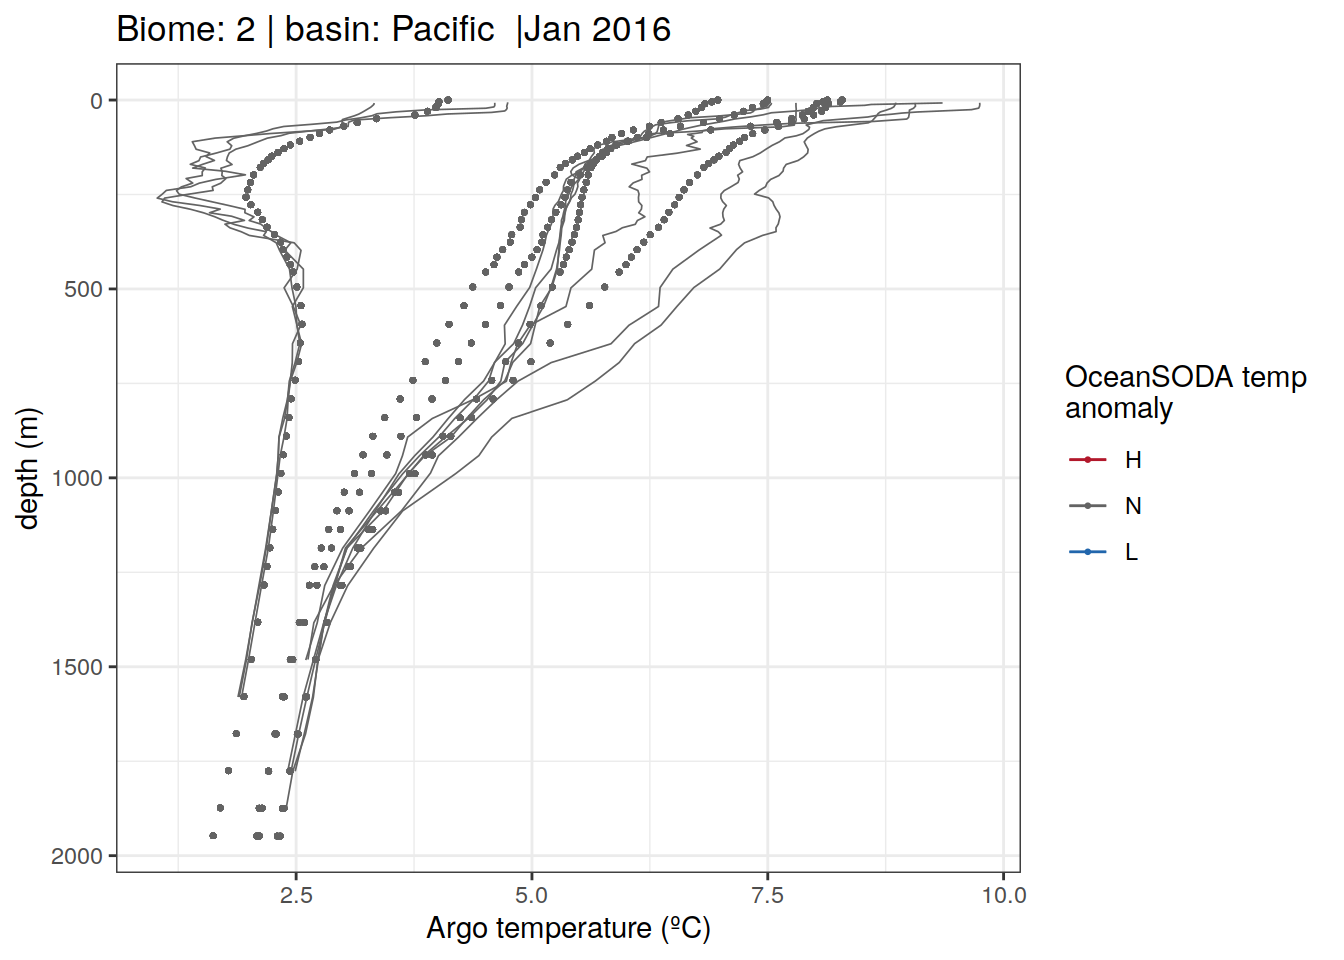 Biome: 2 | basin: Pacific  |Jan 2016
0
500
1000
1500
2000
depth (m)
2.5
5.0
7.5
10.0
Argo temperature (ºC)
OceanSODA temp
anomaly
H
N
L